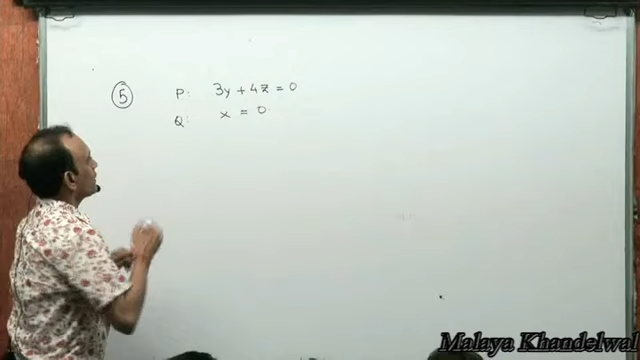 ⑤ P: 3y + 4z = 0
Q: x = 0
Malaya Khandelwal